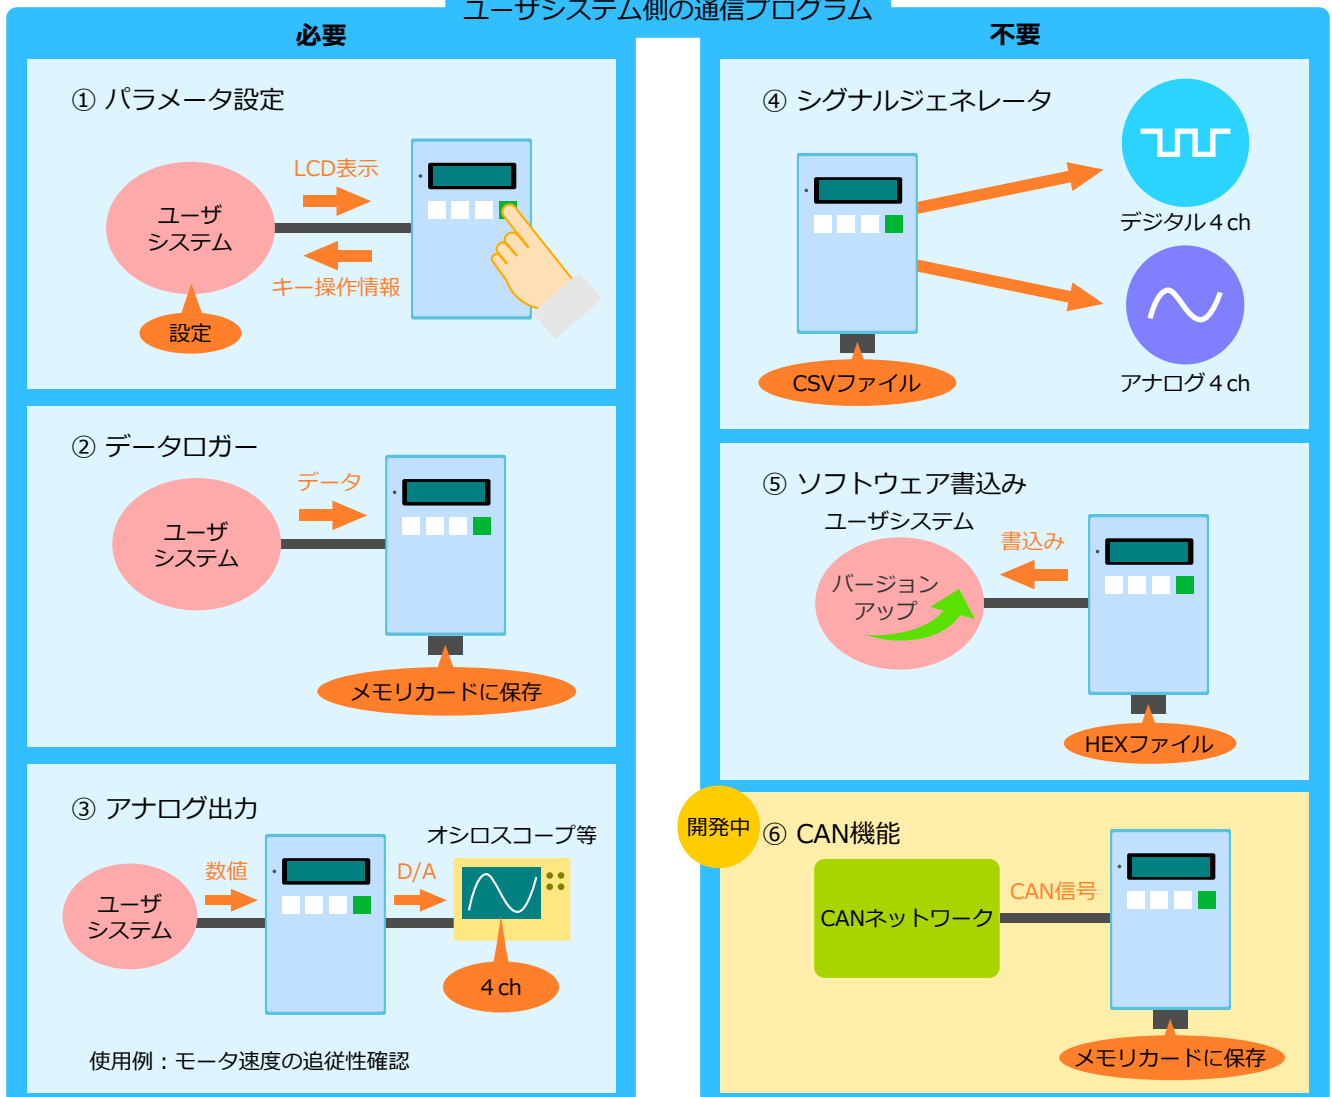 ユーザシステム側の通信プログラム
必要
① パラメータ設定
LCD表示
ユーザ
システム
キー操作情報
設定
② データロガー
データ
ユーザ
システム
メモリカードに保存
③ アナログ出力
オシロスコープ等
数値
D/A
ユーザ
システム
4 ch
使用例：モータ速度の追従性確認
不要
④ シグナルジェネレータ
デジタル 4 ch
アナログ 4 ch
CSVファイル
⑤ ソフトウェア書込み
ユーザシステム
書込み
バージョン
アップ
HEXファイル
開発中
⑥ CAN機能
CAN信号
CANネットワーク
メモリカードに保存